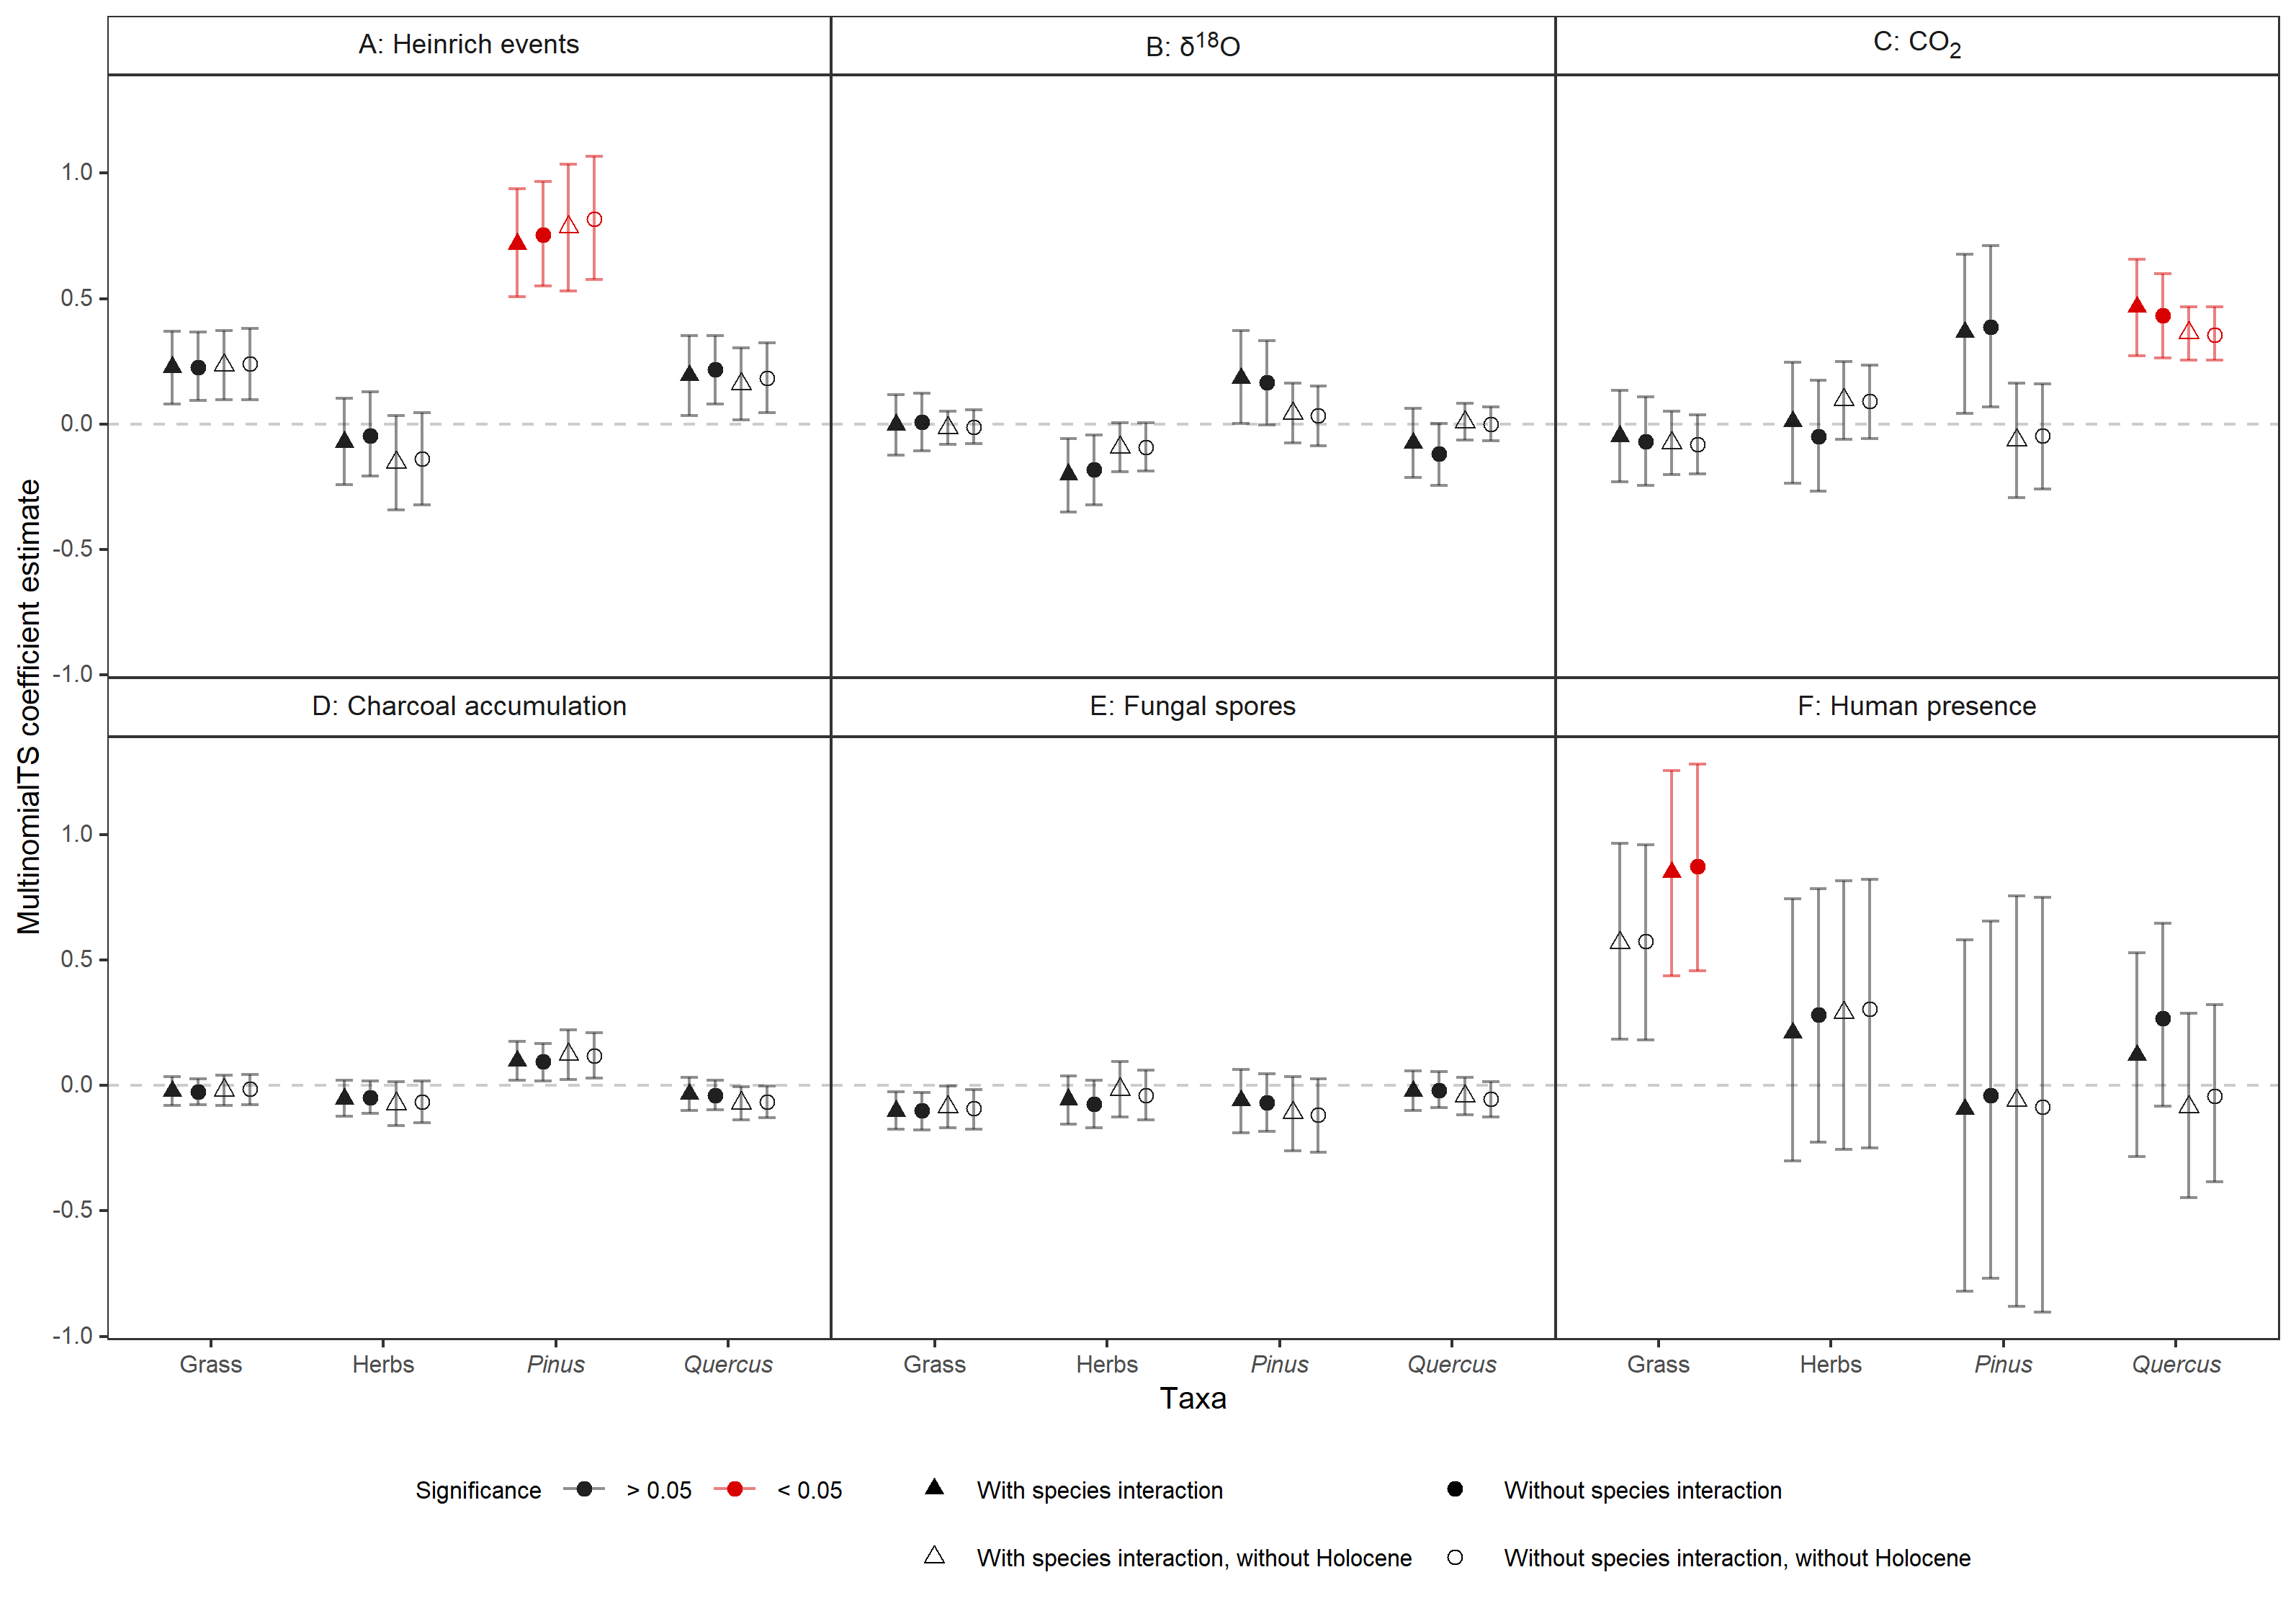 A: Heinrich events
B: δ¹⁸O
C: CO₂
1.0
0.5
0.0
-0.5
-1.0
MultinomialTS coefficient estimate
D: Charcoal accumulation
E: Fungal spores
F: Human presence
1.0
0.5
0.0
-0.5
-1.0
Grass Herbs Pinus Quercus Grass Herbs Pinus Quercus Grass Herbs Pinus Quercus
Taxa
Significance > 0.05 < 0.05 With species interaction Without species interaction
With species interaction, without Holocene Without species interaction, without Holocene